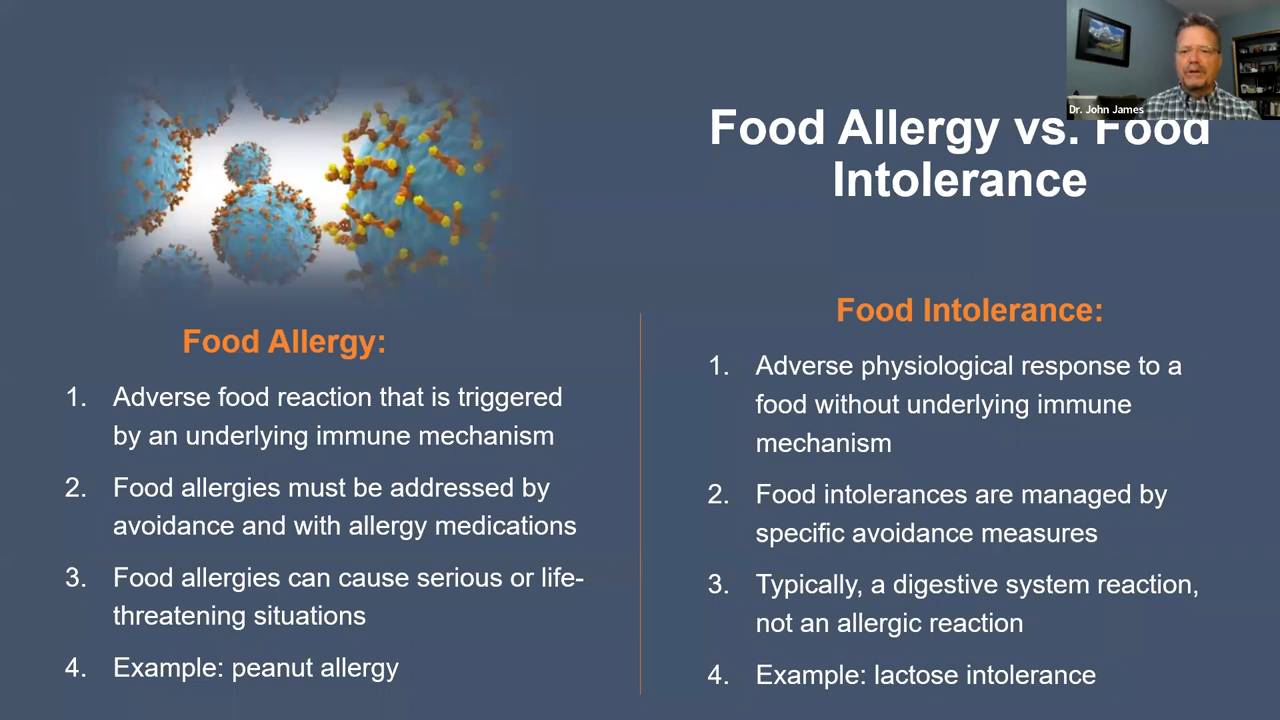 Dr. John James
Food Allergy vs. Food
Intolerance
Food Allergy:
1. Adverse food reaction that is triggered
by an underlying immune mechanism
2. Food allergies must be addressed by
avoidance and with allergy medications
3. Food allergies can cause serious or life-
threatening situations
4. Example: peanut allergy
Food Intolerance:
1. Adverse physiological response to a
food without underlying immune
mechanism
2. Food intolerances are managed by
specific avoidance measures
3. Typically, a digestive system reaction,
not an allergic reaction
4. Example: lactose intolerance